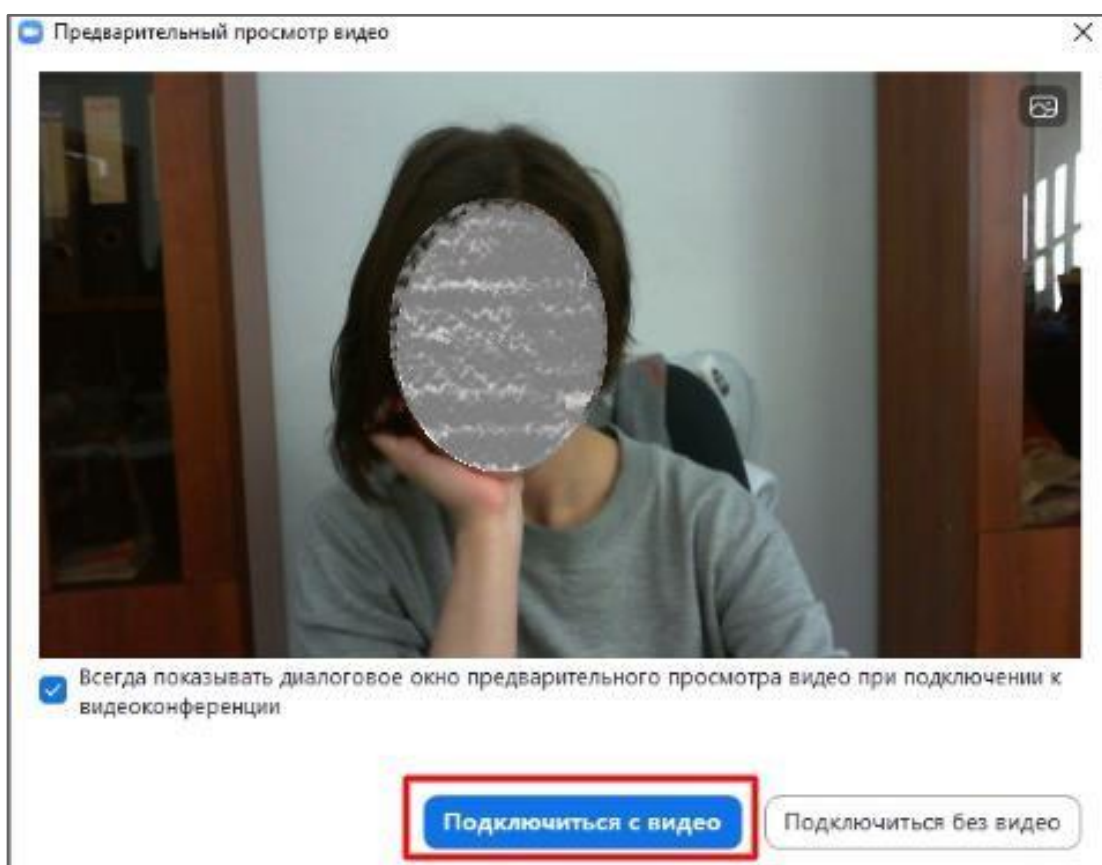 Предварительный просмотр видео
Всегда показывать диалоговое окно предварительного просмотра видео при подключении к
видеоконференции
Подключиться с видео
Подключиться без видео